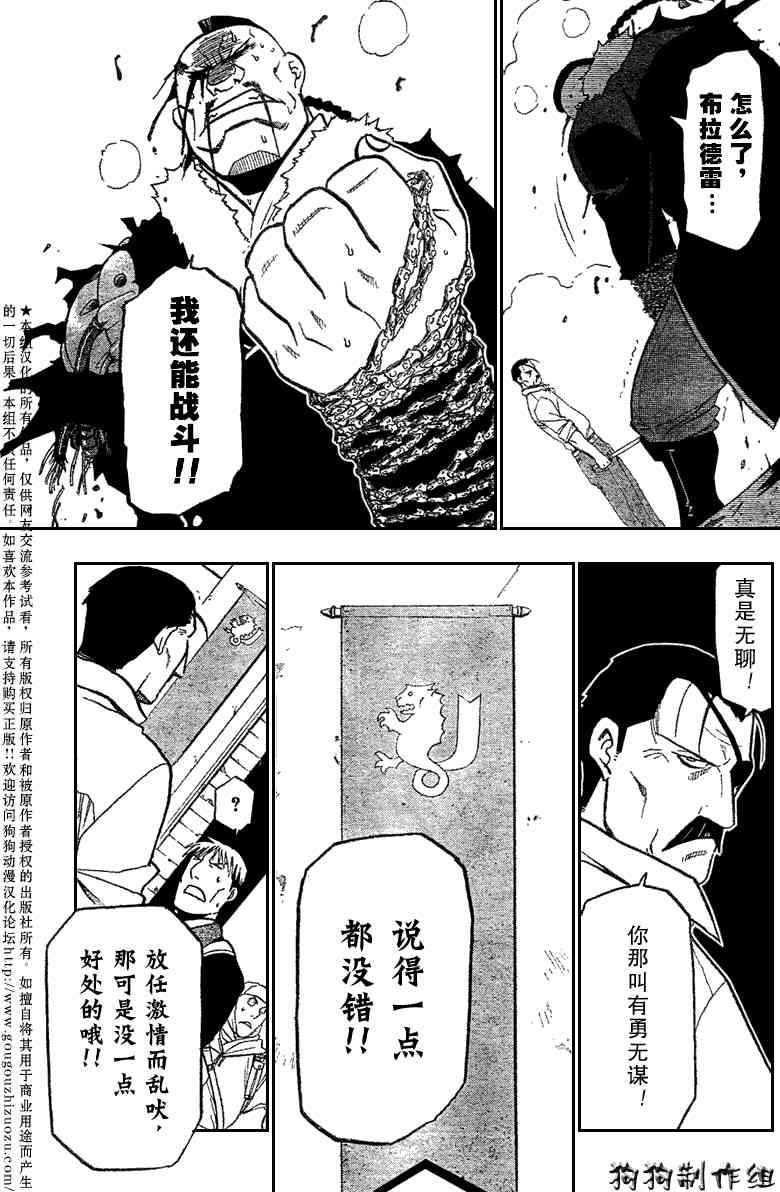 怎么了，
布拉德雷…
我还能战斗!!
真是无聊！
你那叫有勇无谋！
说得一点
都没错!!
?
放任激情而乱吠，
那可是没一点
好处的哦!!
★本组汉化的所有作品，仅供网友交流参考试看，所有版权归原作者和被原作者授权的出版社所有。如擅自将其用于商业用途而产生
的一切后果，本组不负任何责任。如喜欢本作品，请支持购买正版!!欢迎访问狗狗动漫汉化论坛http://www.gougouzhizuozu.com/
狗狗制作组